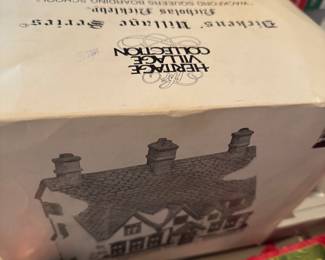 The
HERITAGE
VILLAGE
COLLECTION
Dickens' Village Series®
Nicholas Nickleby
"WACKFORD SQUEERS BOARDING SCHOOL"